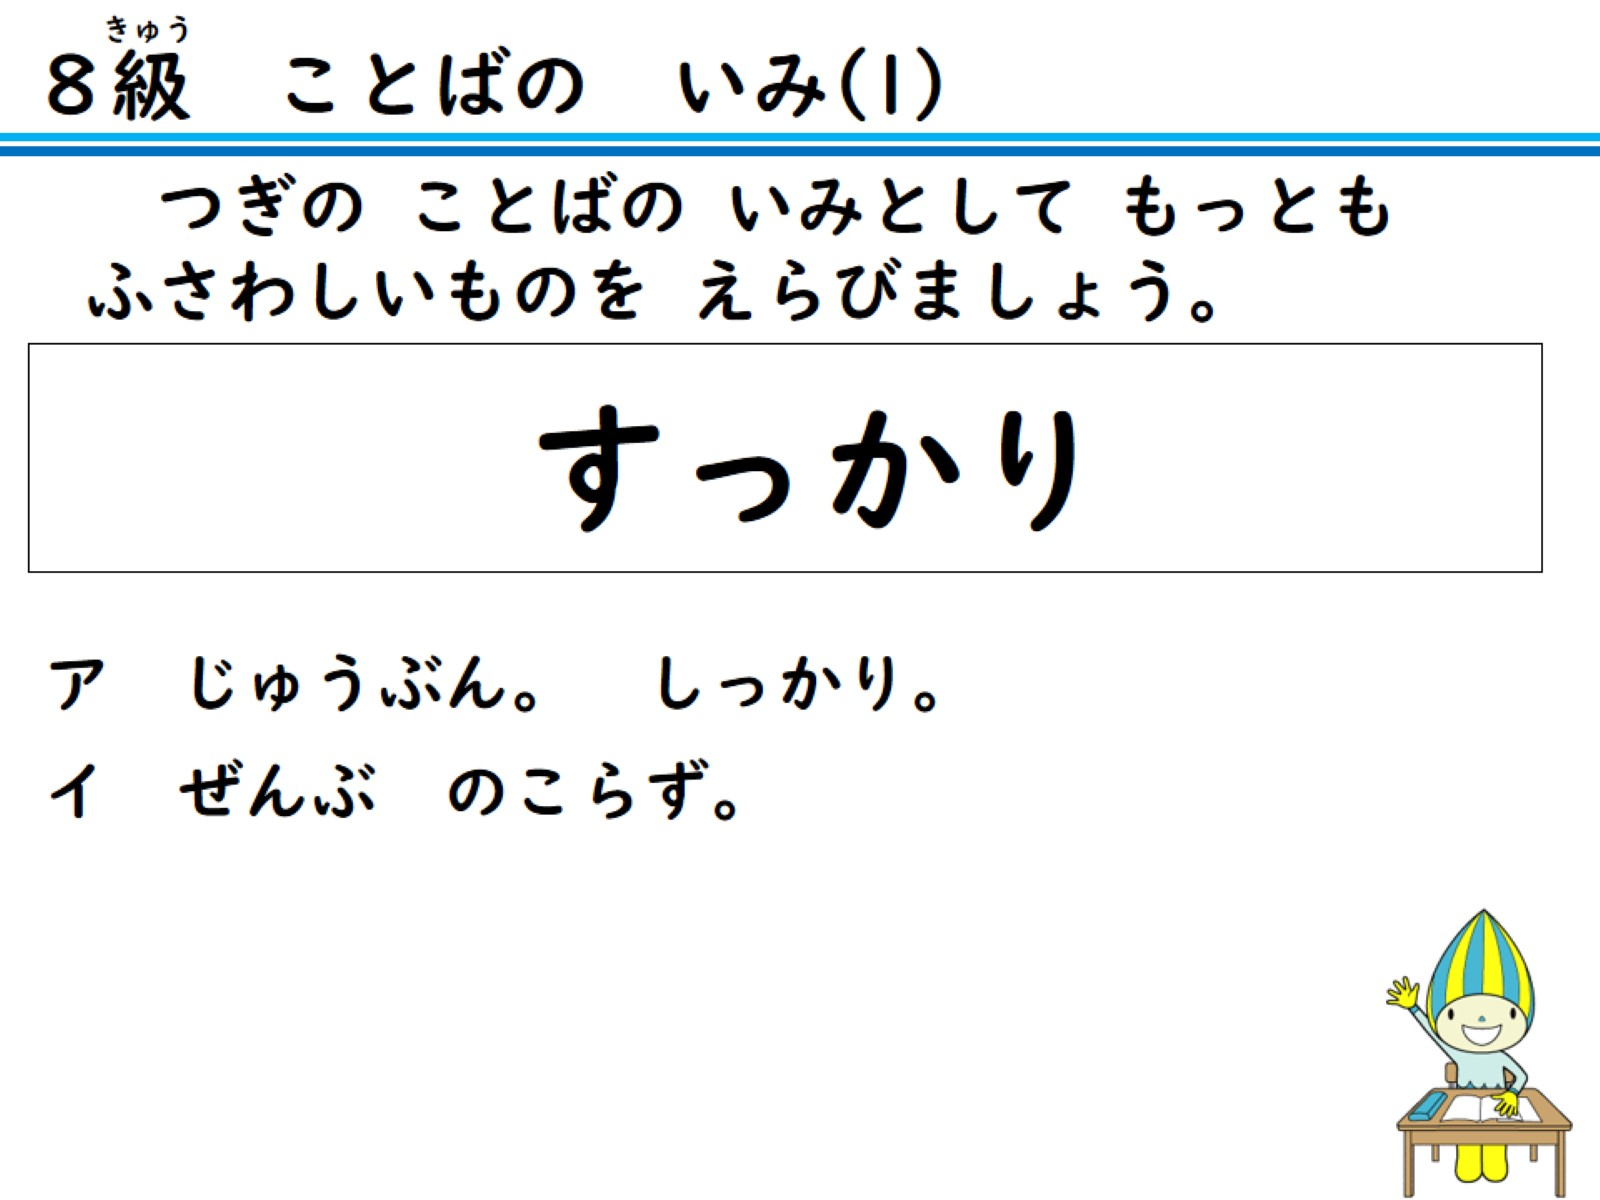 きゅう
8級　ことばの　いみ(1)
つぎの ことばの いみとして もっとも
ふさわしいものを えらびましょう。
すっかり
ア　じゅうぶん。　しっかり。
イ　ぜんぶ　のこらず。